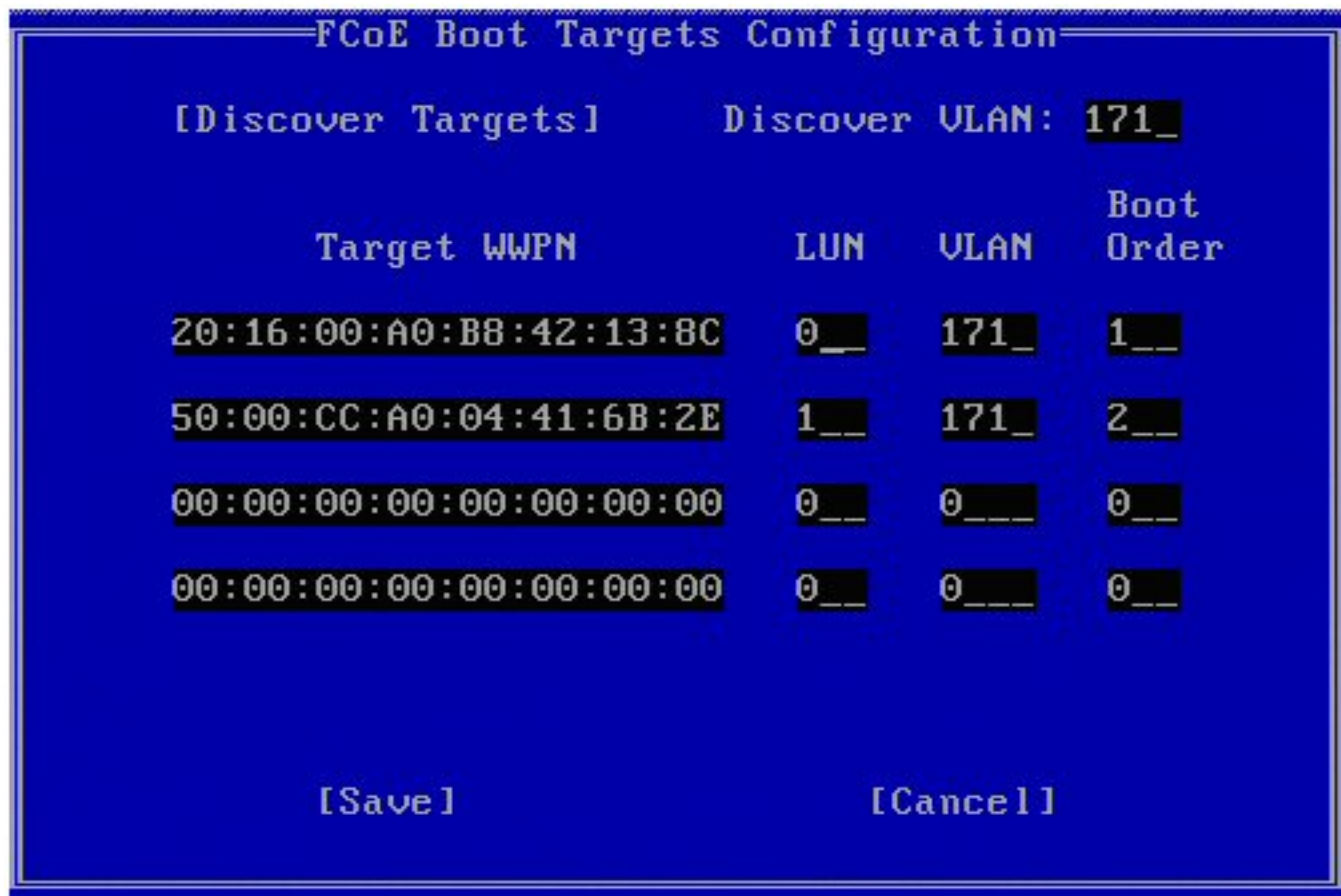 FCoE Boot Targets Configuration
[Discover Targets] Discover VLAN: 171_
Boot
Target WWPN LUN VLAN Order
20:16:00:A0:B8:42:13:8C 0__ 171_ 1__
50:00:CC:A0:04:41:6B:2E 1__ 171_ 2__
00:00:00:00:00:00:00:00 0__ 0___ 0__
00:00:00:00:00:00:00:00 0__ 0___ 0__
[Save] [Cancel]